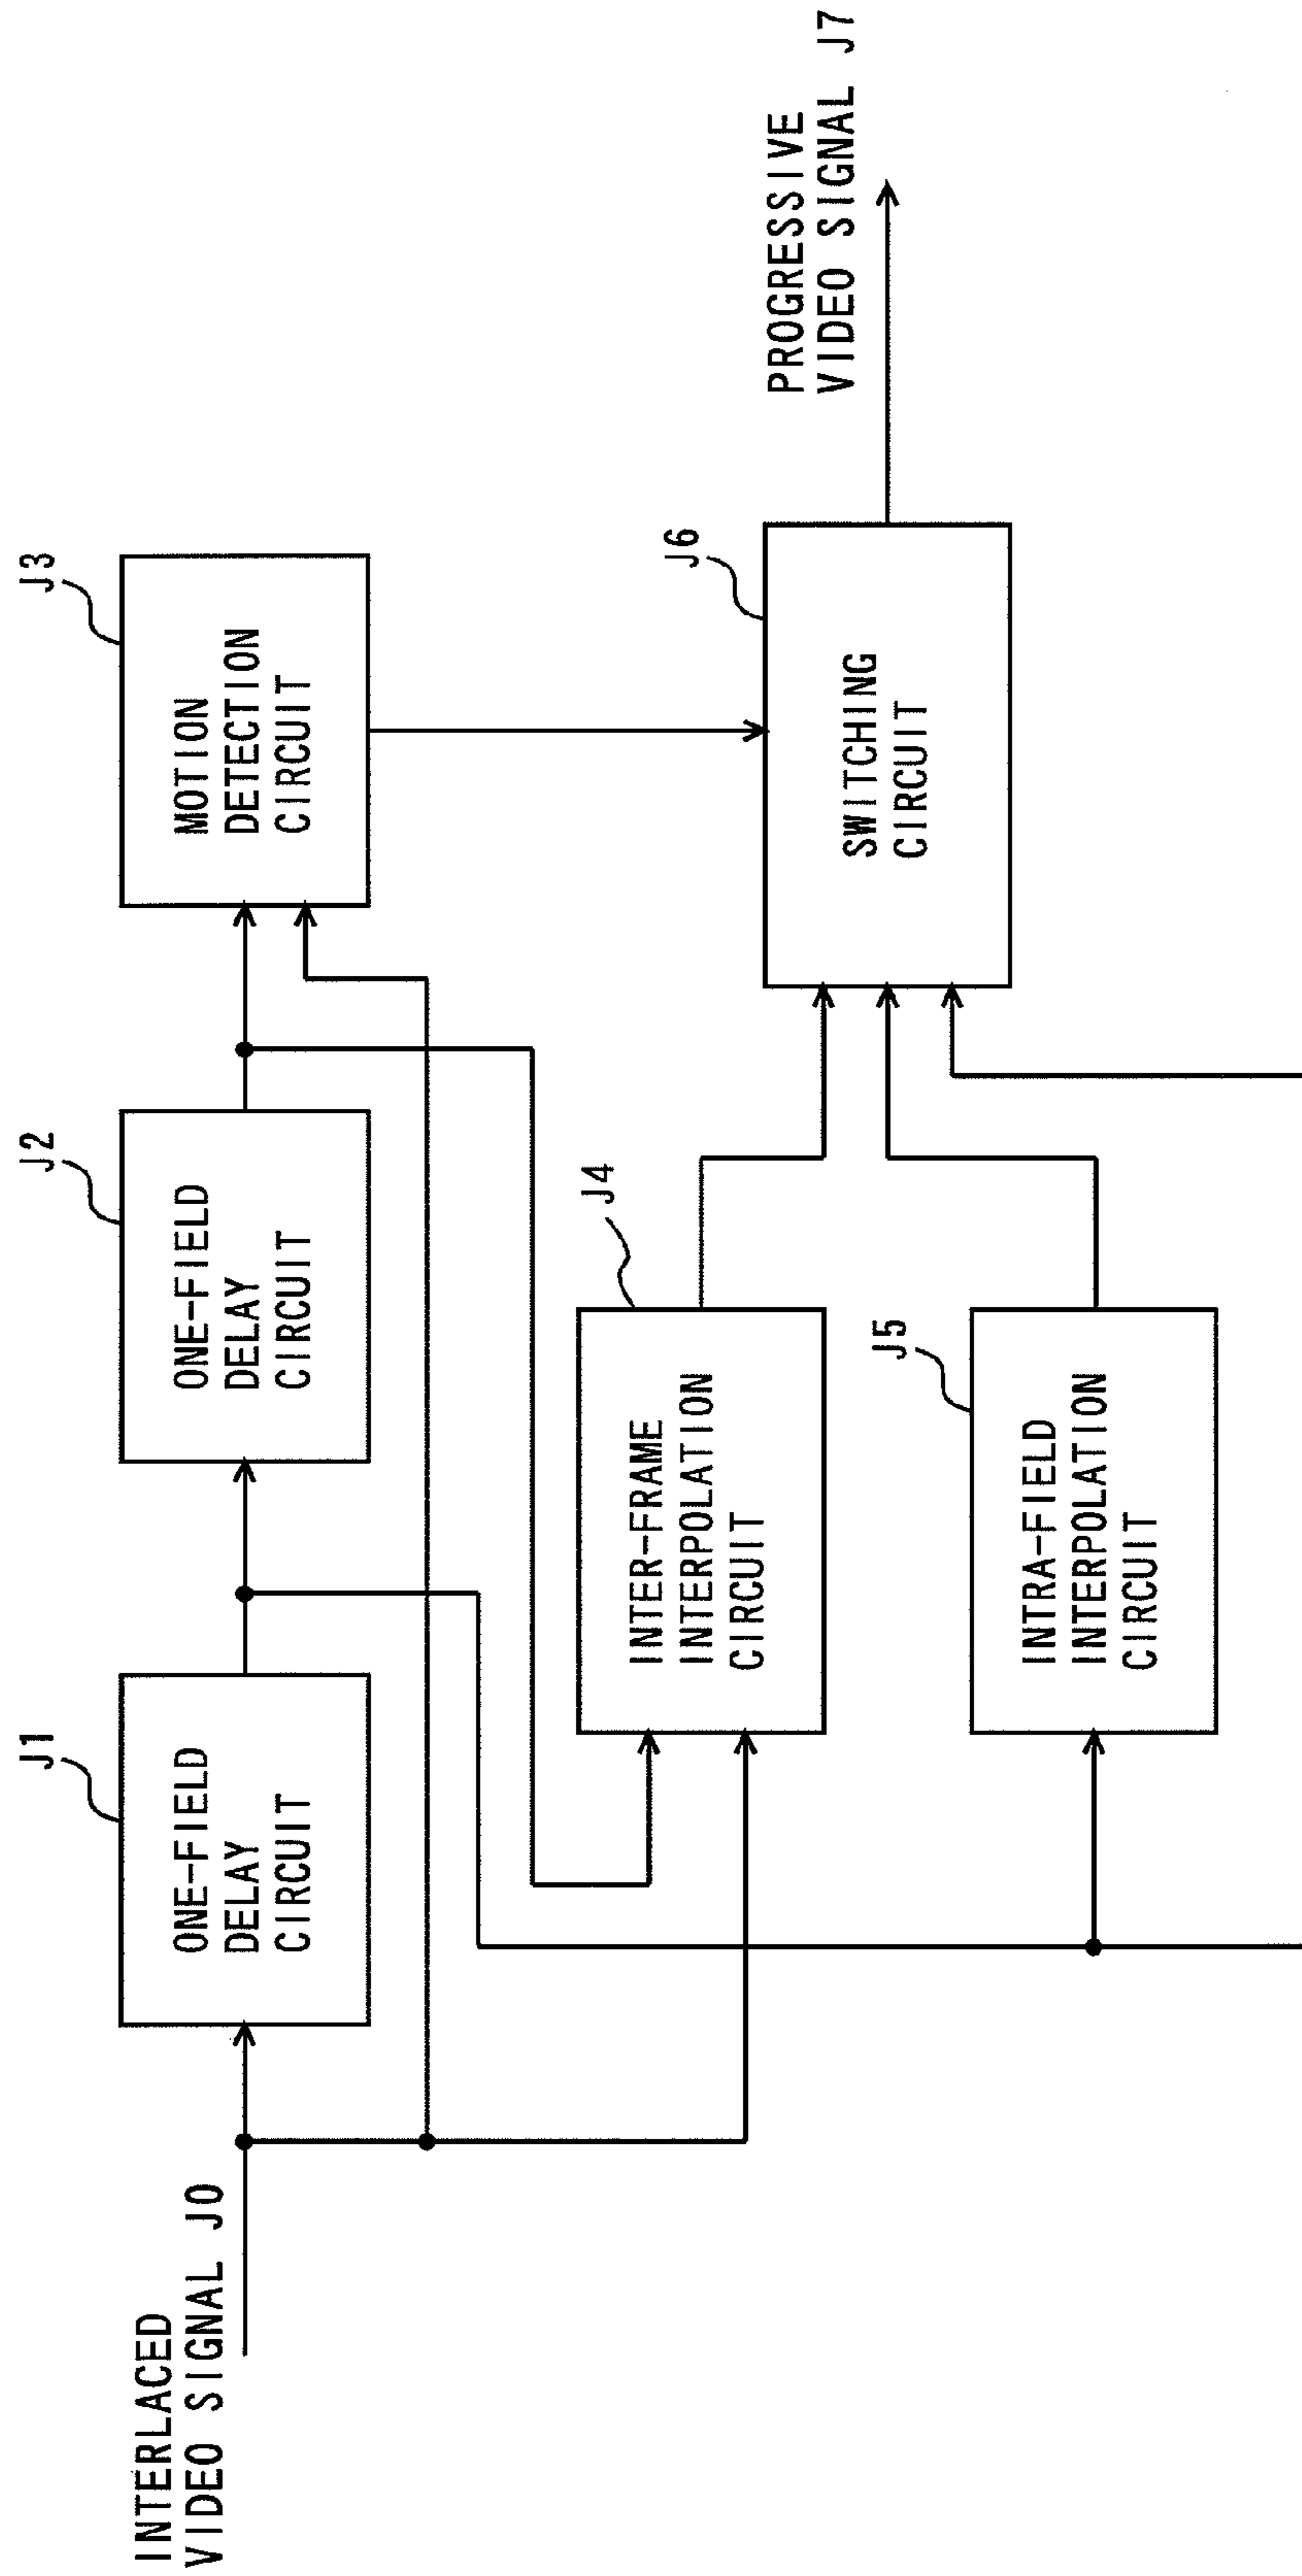 INTERLACED
VIDEO SIGNAL J0
J1
ONE-FIELD
DELAY
CIRCUIT
J2
ONE-FIELD
DELAY
CIRCUIT
J3
MOTION
DETECTION
CIRCUIT
J4
INTER-FRAME
INTERPOLATION
CIRCUIT
J5
INTRA-FIELD
INTERPOLATION
CIRCUIT
J6
SWITCHING
CIRCUIT
PROGRESSIVE
VIDEO SIGNAL J7